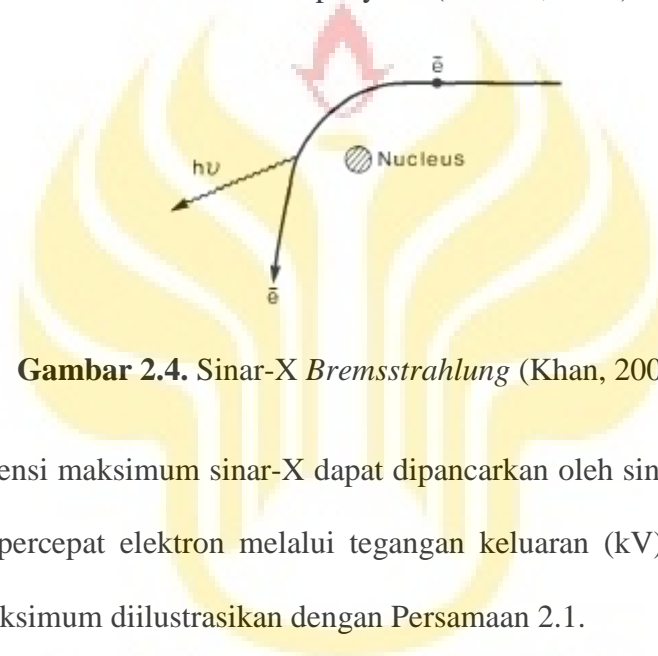 ē
hυ
Nucleus
ē
Gambar 2.4. Sinar-X Bremsstrahlung (Khan, 200
ensi maksimum sinar-X dapat dipancarkan oleh sin
percepat elektron melalui tegangan keluaran (kV)
ksimum diilustrasikan dengan Persamaan 2.1.